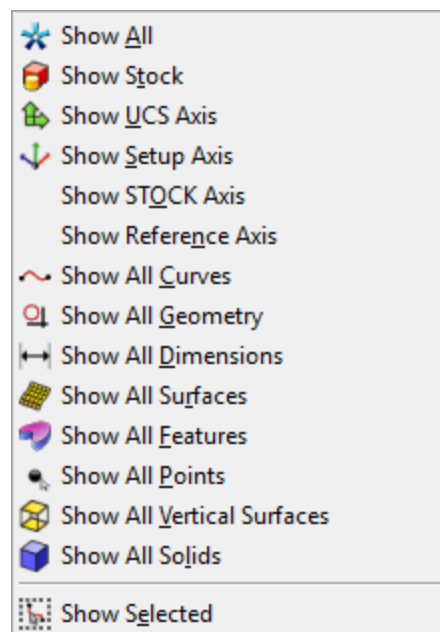 Show All
Show Stock
Show UCS Axis
Show Setup Axis
Show STOCK Axis
Show Reference Axis
Show All Curves
Show All Geometry
Show All Dimensions
Show All Surfaces
Show All Features
Show All Points
Show All Vertical Surfaces
Show All Solids
Show Selected